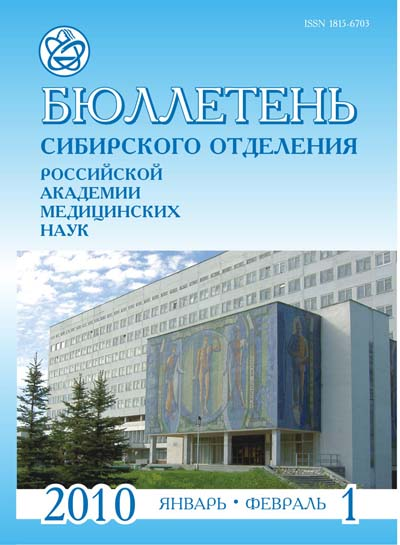 ISSN 1815-6703
БЮЛЛЕТЕНЬ
СИБИРСКОГО ОТДЕЛЕНИЯ
РОССИЙСКОЙ
АКАДЕМИИ
МЕДИЦИНСКИХ
НАУК
2010 ЯНВАРЬ • ФЕВРАЛЬ 1